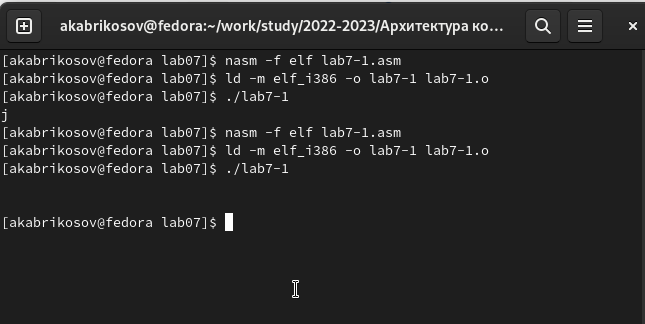 akabrikosov@fedora:~/work/study/2022-2023/Архитектура ко...
[akabrikosov@fedora lab07]$ nasm -f elf lab7-1.asm
[akabrikosov@fedora lab07]$ ld -m elf_i386 -o lab7-1 lab7-1.o
[akabrikosov@fedora lab07]$ ./lab7-1
j
[akabrikosov@fedora lab07]$ nasm -f elf lab7-1.asm
[akabrikosov@fedora lab07]$ ld -m elf_i386 -o lab7-1 lab7-1.o
[akabrikosov@fedora lab07]$ ./lab7-1
[akabrikosov@fedora lab07]$